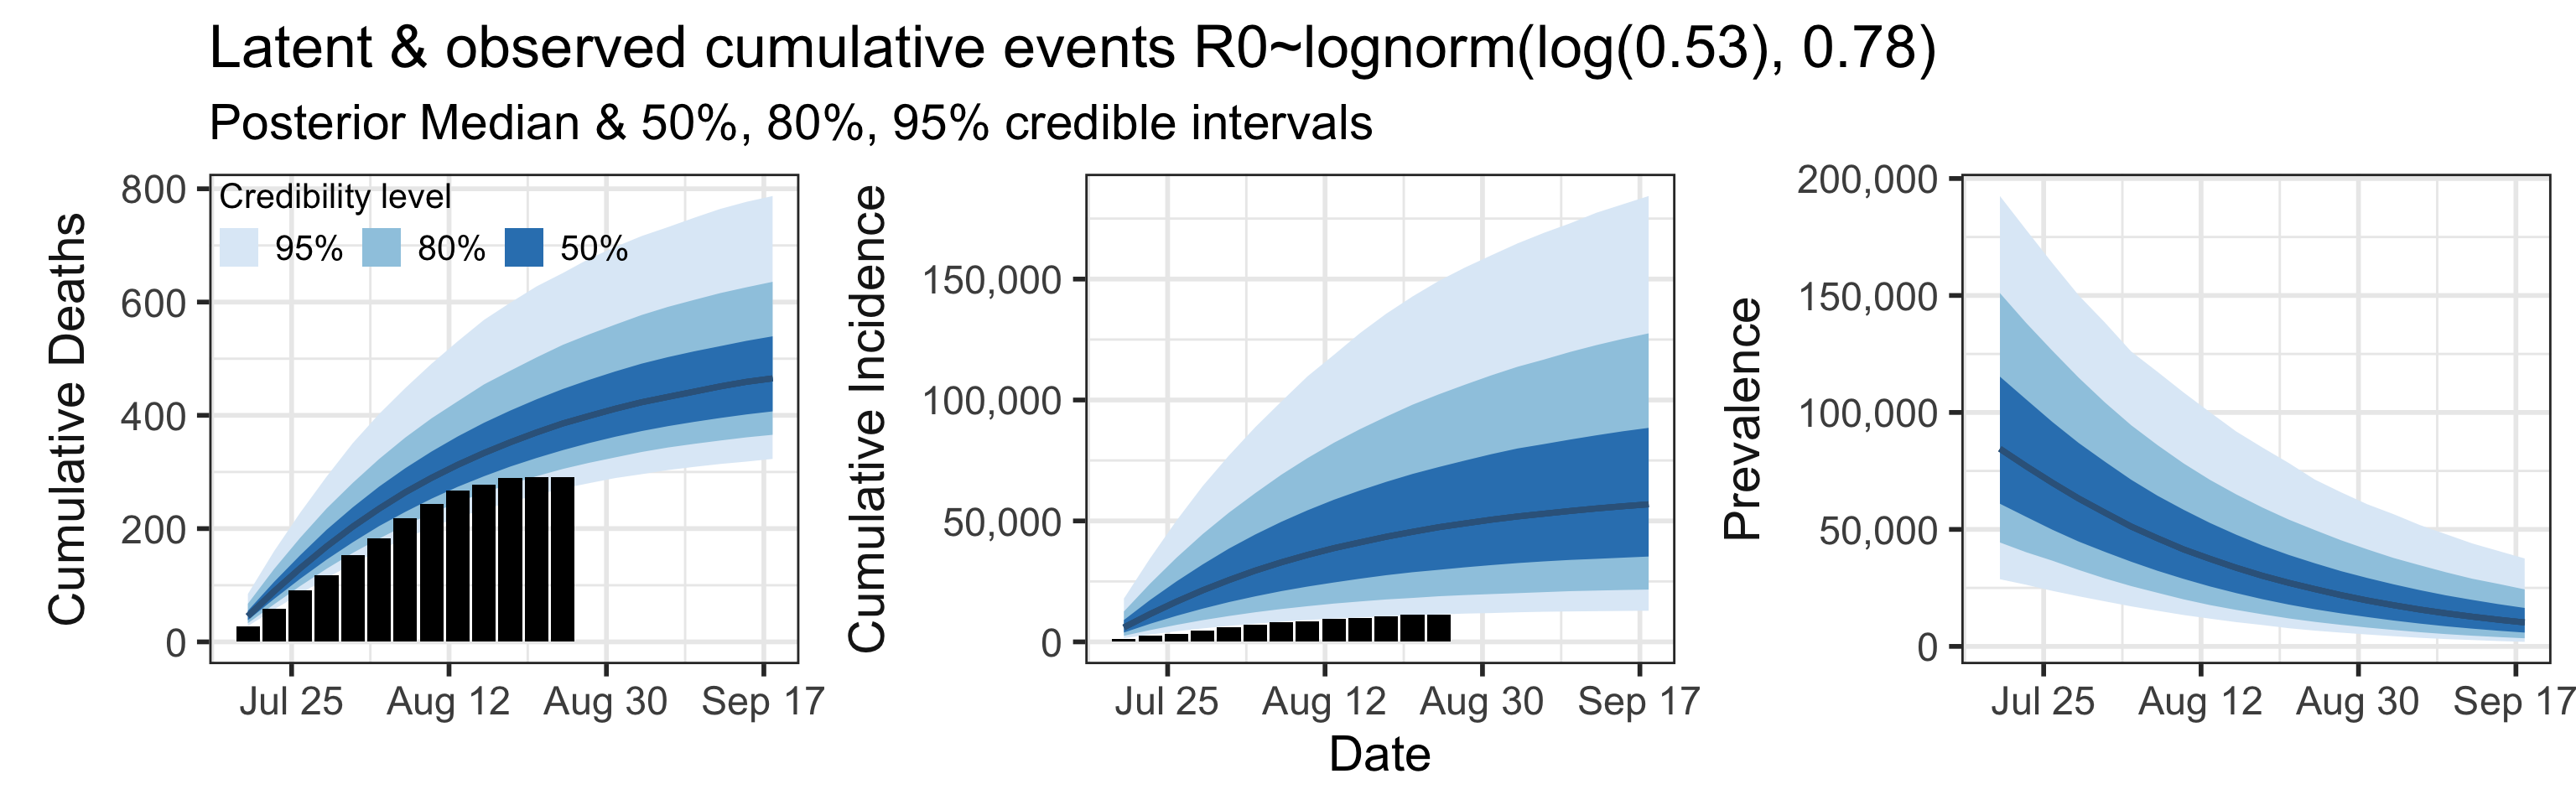 Latent & observed cumulative events R0~lognorm(log(0.53), 0.78)
Posterior Median & 50%, 80%, 95% credible intervals
Cumulative Deaths
800
600
400
200
0
Credibility level
95% 80% 50%
Jul 25 Aug 12 Aug 30 Sep 17
Cumulative Incidence
150,000
100,000
50,000
0
Jul 25 Aug 12 Aug 30 Sep 17
Date
Prevalence
200,000
150,000
100,000
50,000
0
Jul 25 Aug 12 Aug 30 Sep 17